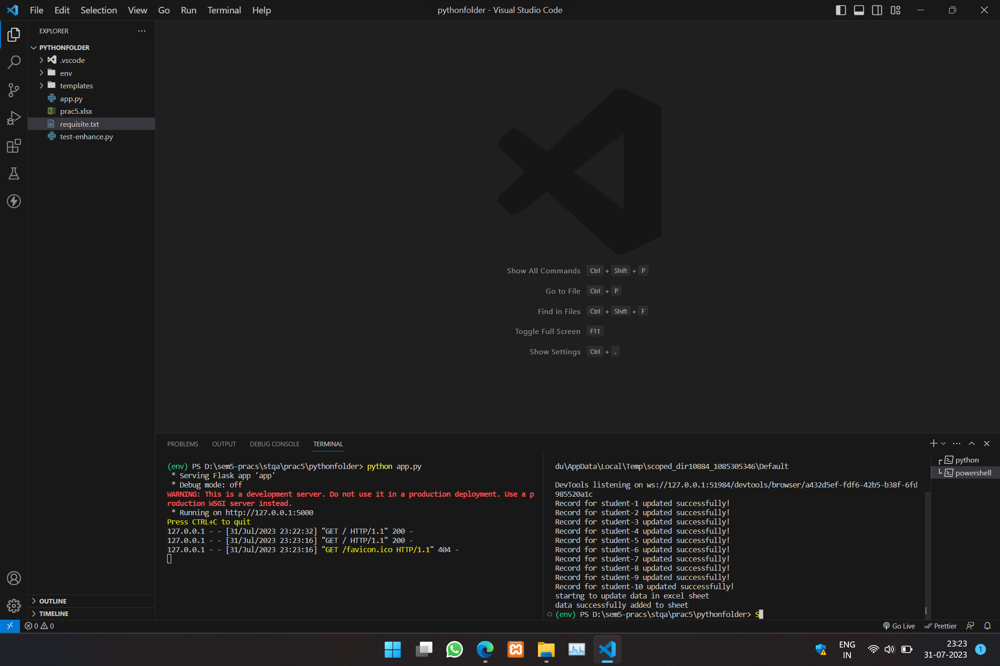 File Edit Selection View Go Run Terminal Help
pythonfolder - Visual Studio Code
EXPLORER
PYTHONFOLDER
.vscode
env
templates
app.py
prac5.xlsx
requisite.txt
test-enhance.py
OUTLINE
TIMELINE
Show All Commands Ctrl + Shift + P
Go to File Ctrl + P
Find in Files Ctrl + Shift + F
Toggle Full Screen F11
Show Settings Ctrl + ,
PROBLEMS OUTPUT DEBUG CONSOLE TERMINAL
(env) PS D:\sem5-pracs\stqa\prac5\pythonfolder> python app.py
* Serving Flask app 'app'
* Debug mode: off
WARNING: This is a development server. Do not use it in a production deployment. Use a p
roduction WSGI server instead.
* Running on http://127.0.0.1:5000
Press CTRL+C to quit
127.0.0.1 - - [31/Jul/2023 23:22:32] "GET / HTTP/1.1" 200 -
127.0.0.1 - - [31/Jul/2023 23:23:16] "GET / HTTP/1.1" 200 -
127.0.0.1 - - [31/Jul/2023 23:23:16] "GET /favicon.ico HTTP/1.1" 404 -
du\AppData\Local\Temp\scoped_dir10884_1085305346\Default
DevTools listening on ws://127.0.0.1:51984/devtools/browser/a432d5ef-fdf6-42b5-b38f-6fd
985520a1c
Record for student-1 updated successfully!
Record for student-2 updated successfully!
Record for student-3 updated successfully!
Record for student-4 updated successfully!
Record for student-5 updated successfully!
Record for student-6 updated successfully!
Record for student-7 updated successfully!
Record for student-8 updated successfully!
Record for student-9 updated successfully!
Record for student-10 updated successfully!
startng to update data in excel sheet
data successfully added to sheet
(env) PS D:\sem5-pracs\stqa\prac5\pythonfolder> S
python
powershell
0 0
Go Live Prettier
ENG
IN
23:23
31-07-2023
1